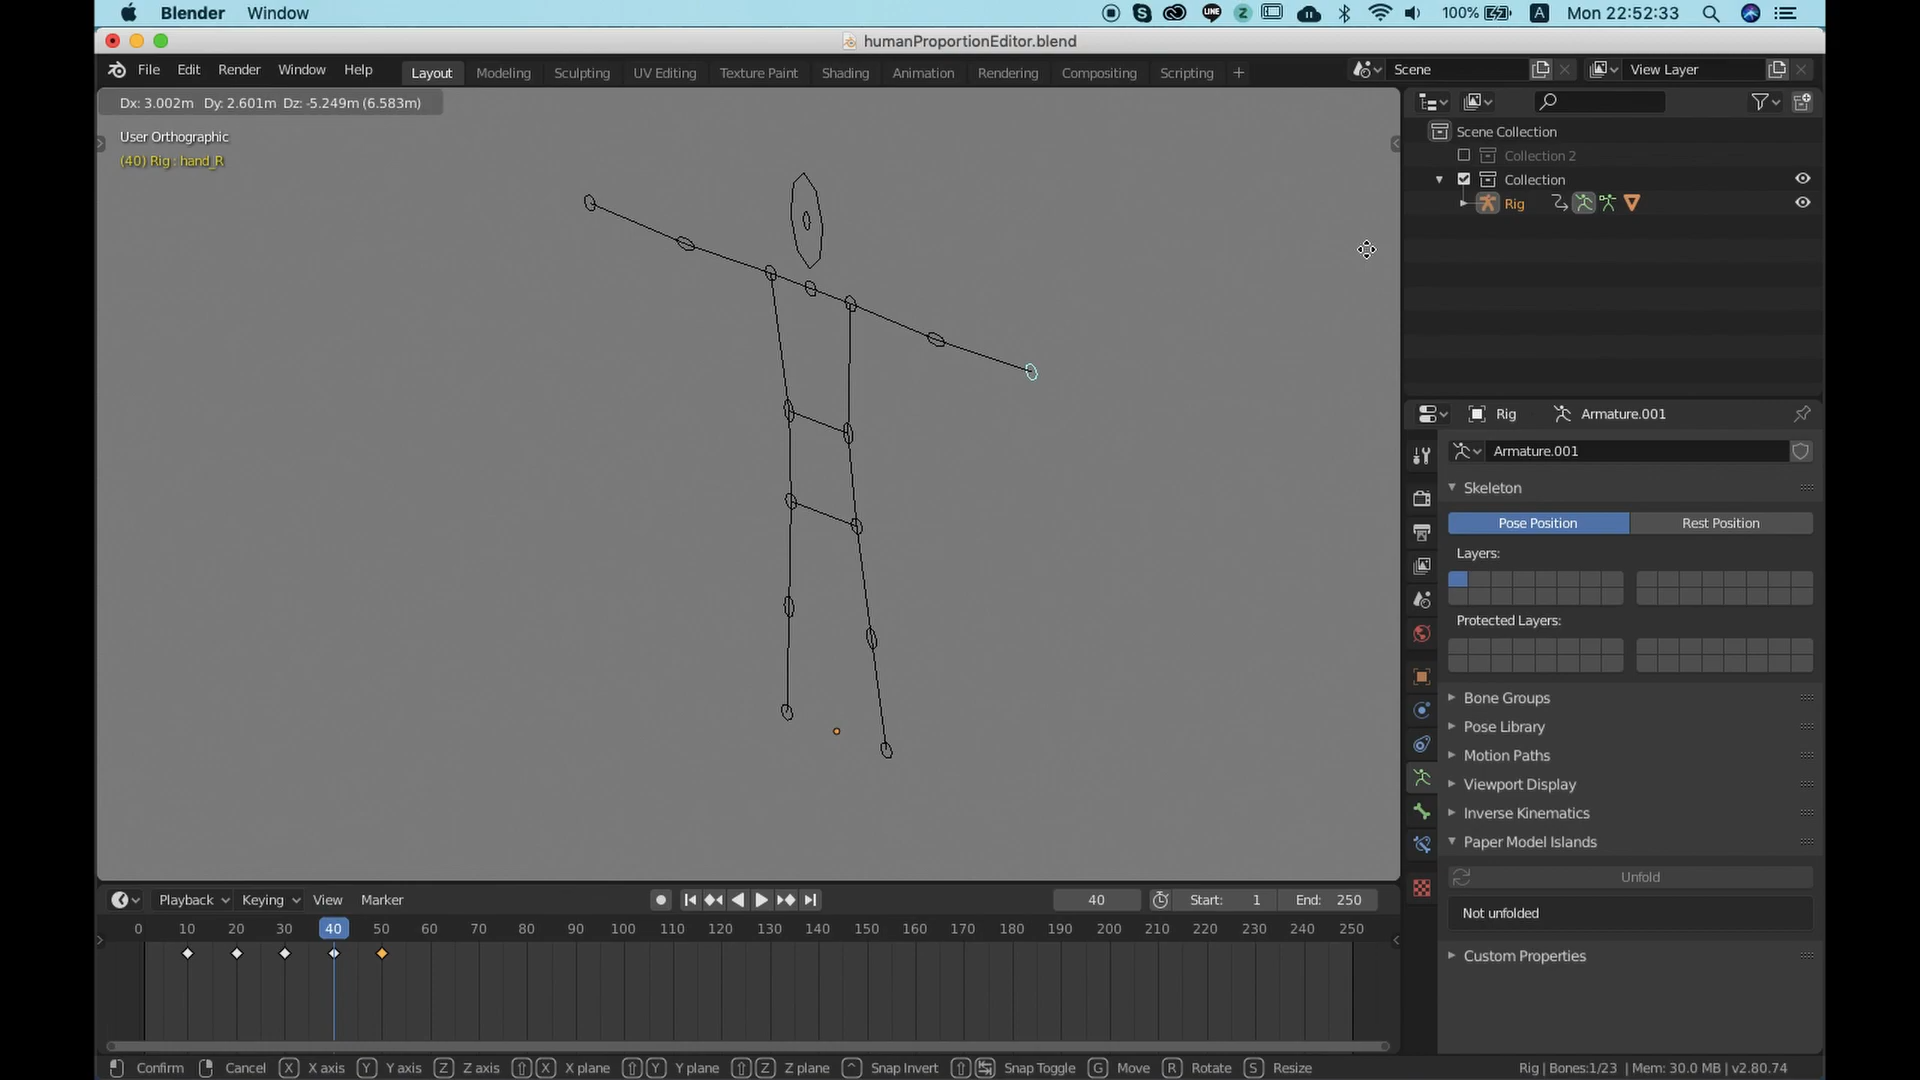 Blender Window 100% A Mon 22:52:33
humanProportionEditor.blend
File Edit Render Window Help Layout Modeling Sculpting UV Editing Texture Paint Shading Animation Rendering Compositing Scripting + Scene View Layer
Dx: 3.002m Dy: 2.601m Dz: -5.249m (6.583m)
User Orthographic
(40) Rig : hand_R
Scene Collection
Collection 2
Collection
Rig
Rig Armature.001
Armature.001
Skeleton
Pose Position Rest Position
Layers:
Protected Layers:
Bone Groups
Pose Library
Motion Paths
Viewport Display
Inverse Kinematics
Paper Model Islands
Unfold
Not unfolded
Custom Properties
Playback Keying View Marker 40 Start: 1 End: 250
0 10 20 30 40 50 60 70 80 90 100 110 120 130 140 150 160 170 180 190 200 210 220 230 240 250
Confirm Cancel X X axis Y Y axis Z Z axis X X plane Y Y plane Z Z plane Snap Invert Snap Toggle G Move R Rotate S Resize Rig | Bones:1/23 | Mem: 30.0 MB | v2.80.74